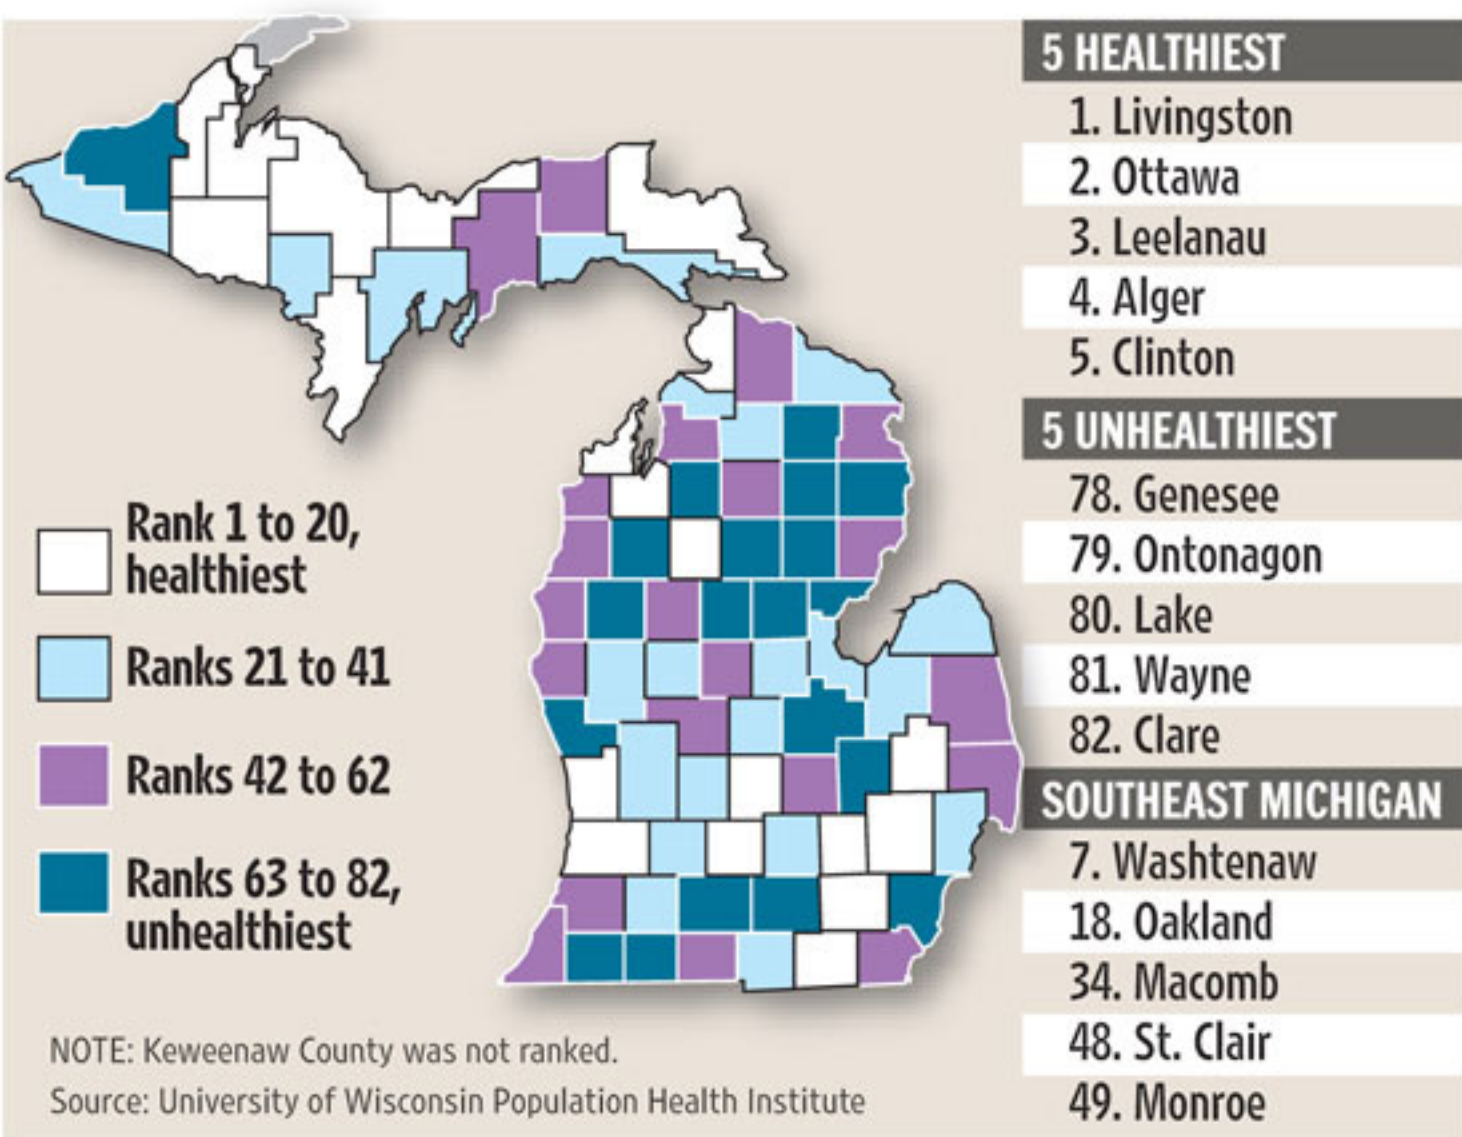 5 HEALTHIEST
1. Livingston
2. Ottawa
3. Leelanau
4. Alger
5. Clinton
5 UNHEALTHIEST
78. Genesee
79. Ontonagon
80. Lake
81. Wayne
82. Clare
SOUTHEAST MICHIGAN
7. Washtenaw
18. Oakland
34. Macomb
48. St. Clair
49. Monroe
Rank 1 to 20,
healthiest
Ranks 21 to 41
Ranks 42 to 62
Ranks 63 to 82,
unhealthiest
NOTE: Keweenaw County was not ranked.
Source: University of Wisconsin Population Health Institute